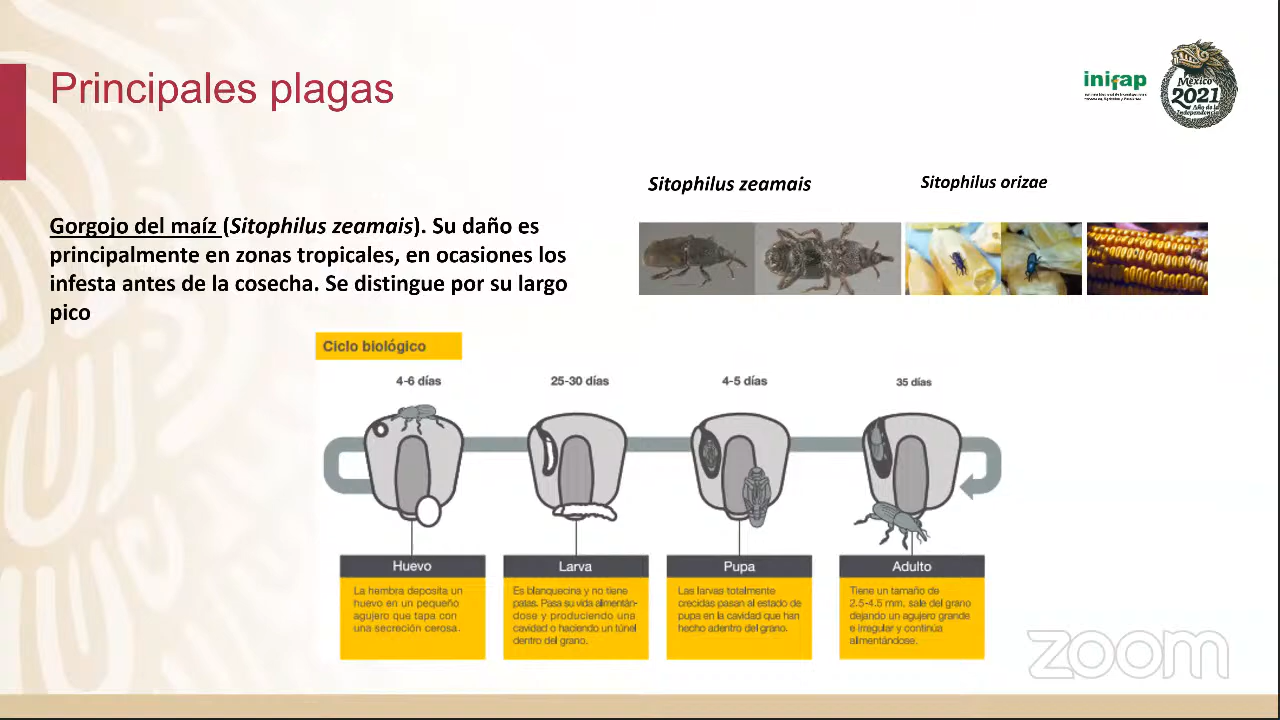 Principales plagas
inifap
México
2021
Año de la
Independencia
Sitophilus zeamais
Sitophilus orizae
Gorgojo del maíz (Sitophilus zeamais). Su daño es
principalmente en zonas tropicales, en ocasiones los
infesta antes de la cosecha. Se distingue por su largo
pico
Ciclo biológico
4-6 días
25-30 días
4-5 días
35 días
Huevo
La hembra deposita un
huevo en un pequeño
agujero que tapa con
una secreción cerosa.
Larva
Es blanquecina y no tiene
patas. Pasa su vida alimentán-
dose y produciendo una
cavidad o haciendo un túnel
dentro del grano.
Pupa
Las larvas totalmente
crecidas pasan al estado de
pupa en la cavidad que han
hecho adentro del grano.
Adulto
Tiene un tamaño de
2.5-4.5 mm, sale del grano
dejando un agujero grande
e irregular y continúa
alimentándose.
zoom